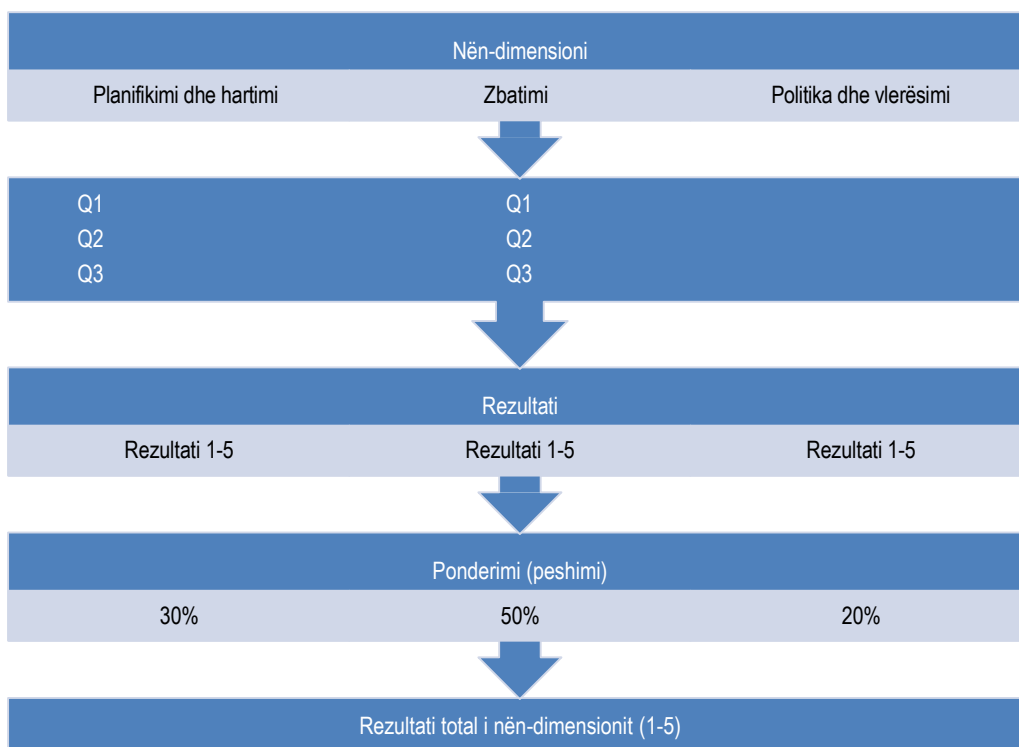 Nën-dimensioni
Planifikimi dhe hartimi Zbatimi Politika dhe vlerësimi
Q1 Q1
Q2 Q2
Q3 Q3
Rezultati
Rezultati 1-5 Rezultati 1-5 Rezultati 1-5
Ponderimi (peshimi)
30% 50% 20%
Rezultati total i nën-dimensionit (1-5)